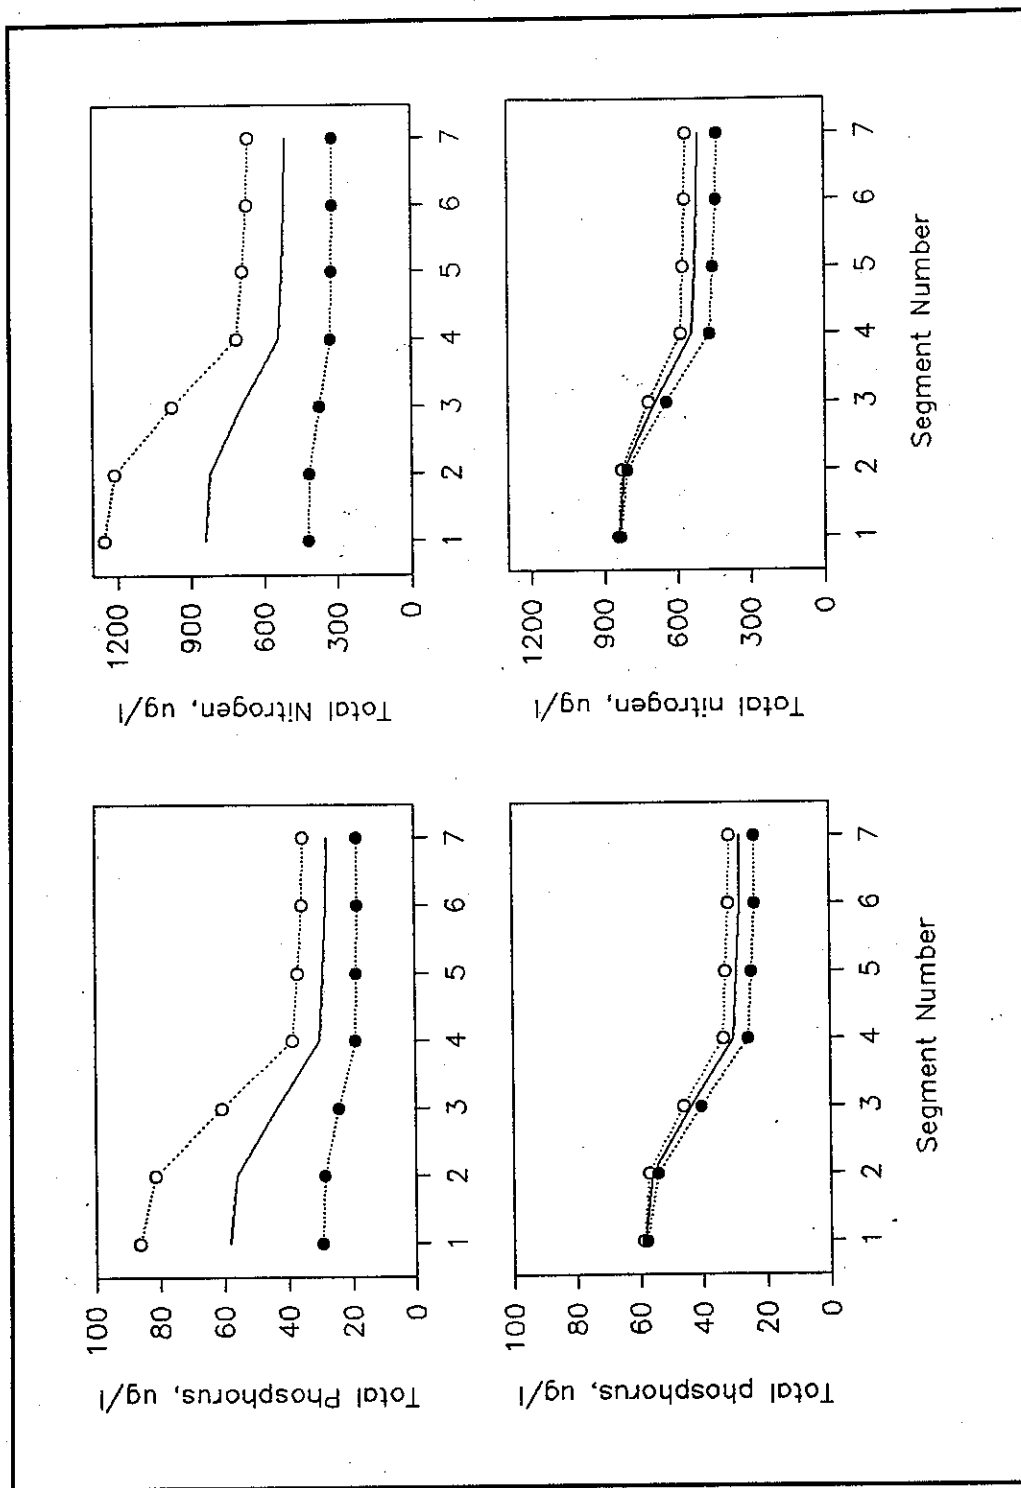 Total Phosphorus, ug/l
100
80
60
40
20
0
1 2 3 4 5 6 7
Total Nitrogen, ug/l
1200
900
600
300
0
1 2 3 4 5 6 7
Total phosphorus, ug/l
100
80
60
40
20
0
1 2 3 4 5 6 7
Segment Number
Total nitrogen, ug/l
1200
900
600
300
0
1 2 3 4 5 6 7
Segment Number